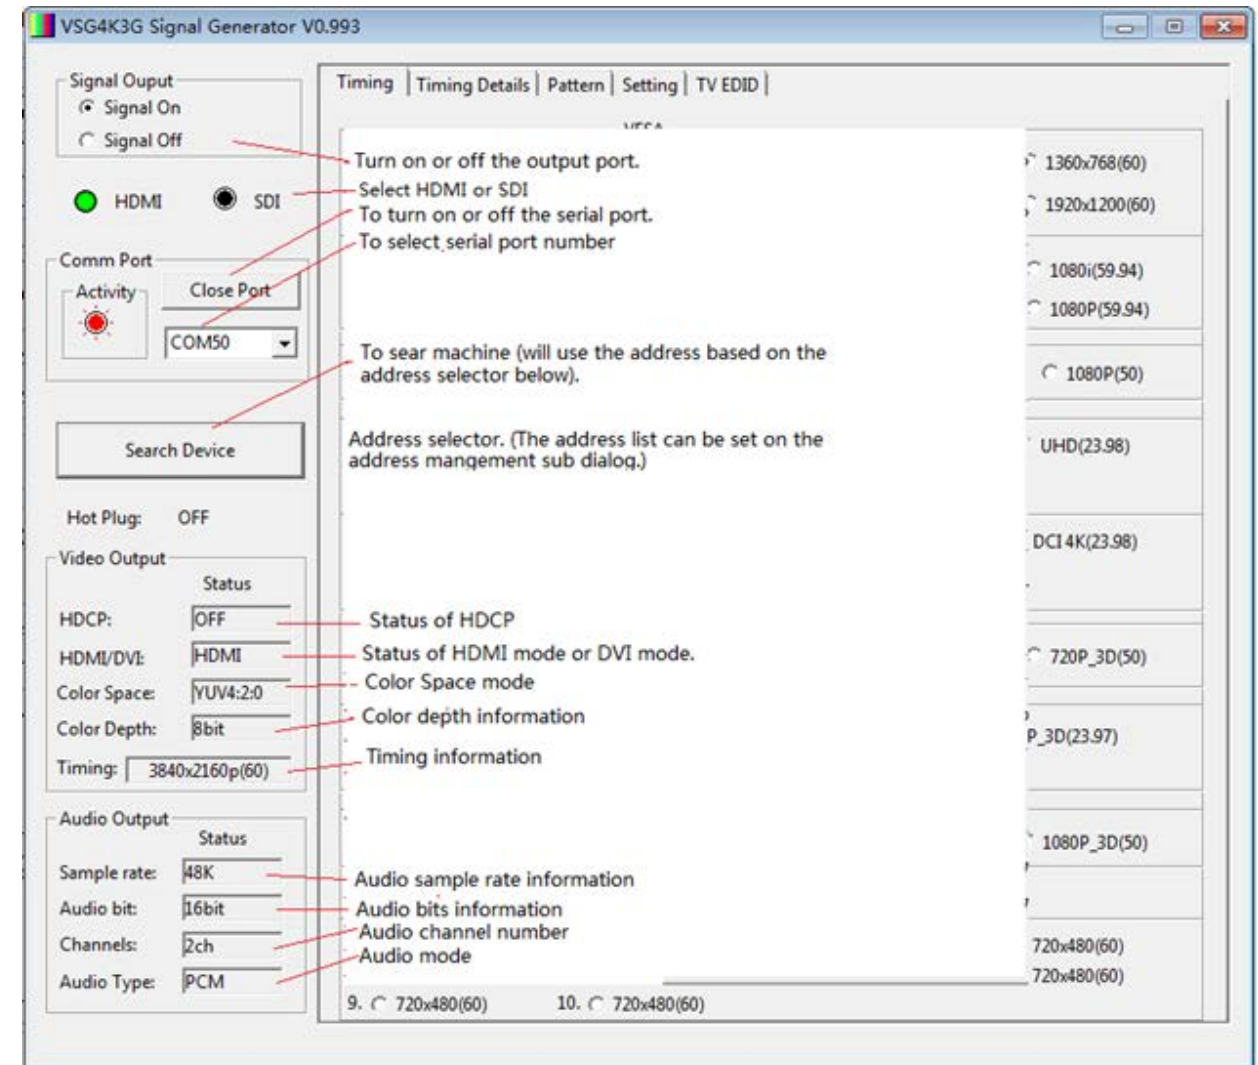 VSG4K3G Signal Generator V0.993
Signal Ouput
Signal On
Signal Off
HDMI
SDI
Comm Port
Activity
Close Port
COM50
Search Device
Hot Plug: OFF
Video Output
Status
HDCP: OFF
HDMI/DVI: HDMI
Color Space: YUV4:2:0
Color Depth: 8bit
Timing: 3840x2160p(60)
Audio Output
Status
Sample rate: 48K
Audio bit: 16bit
Channels: 2ch
Audio Type: PCM
Timing Timing Details Pattern Setting TV EDID
VESA
Turn on or off the output port.
Select HDMI or SDI
To turn on or off the serial port.
To select serial port number
To sear machine (will use the address based on the
address selector below).
Address selector. (The address list can be set on the
address mangement sub dialog.)
Status of HDCP
Status of HDMI mode or DVI mode.
Color Space mode
Color depth information
Timing information
Audio sample rate information
Audio bits information
Audio channel number
Audio mode
1360x768(60)
1920x1200(60)
1080i(59.94)
1080P(59.94)
1080P(50)
UHD(23.98)
DCI 4K(23.98)
720P_3D(50)
P_3D(23.97)
1080P_3D(50)
720x480(60)
720x480(60)
9. 720x480(60) 10. 720x480(60)